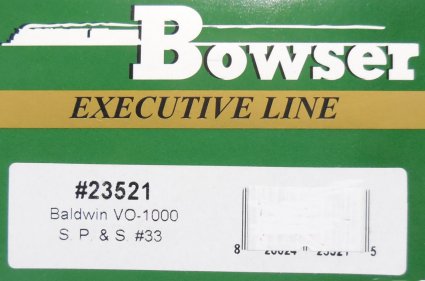 Bowser
EXECUTIVE LINE
#23521
Baldwin VO-1000
S. P. & S. #33
8 5